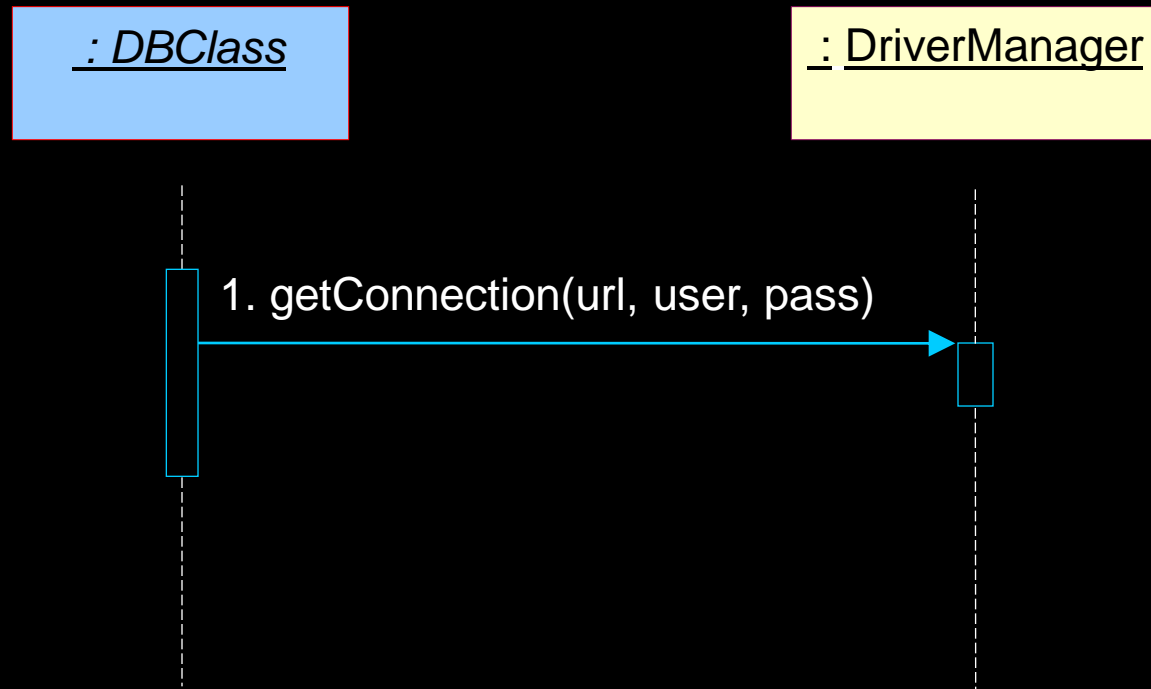 : DBClass
: DriverManager
1. getConnection(url, user, pass)